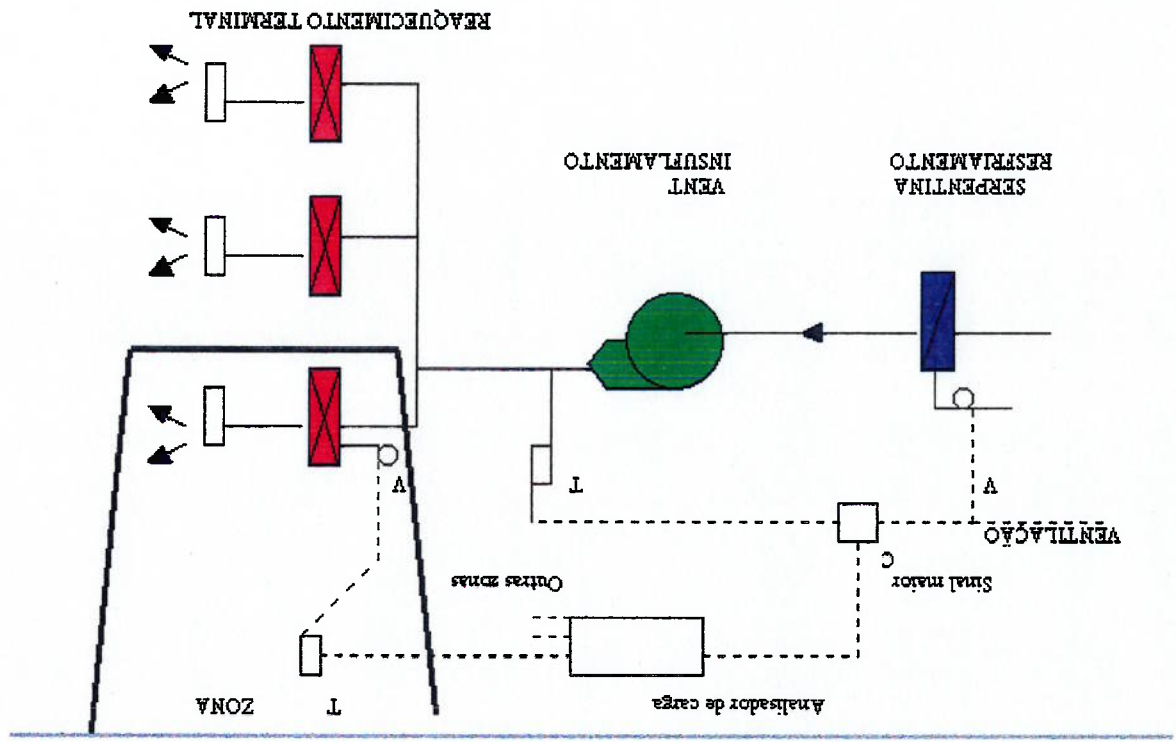 Analisador de carga
T
ZONA
Sinal maior
Outras zonas
C
VENTILAÇÃO
V
T
V
SERPENTINA
RESFRIAMENTO
VENT
INSUFLAMENTO
REAQUECIMENTO TERMINAL